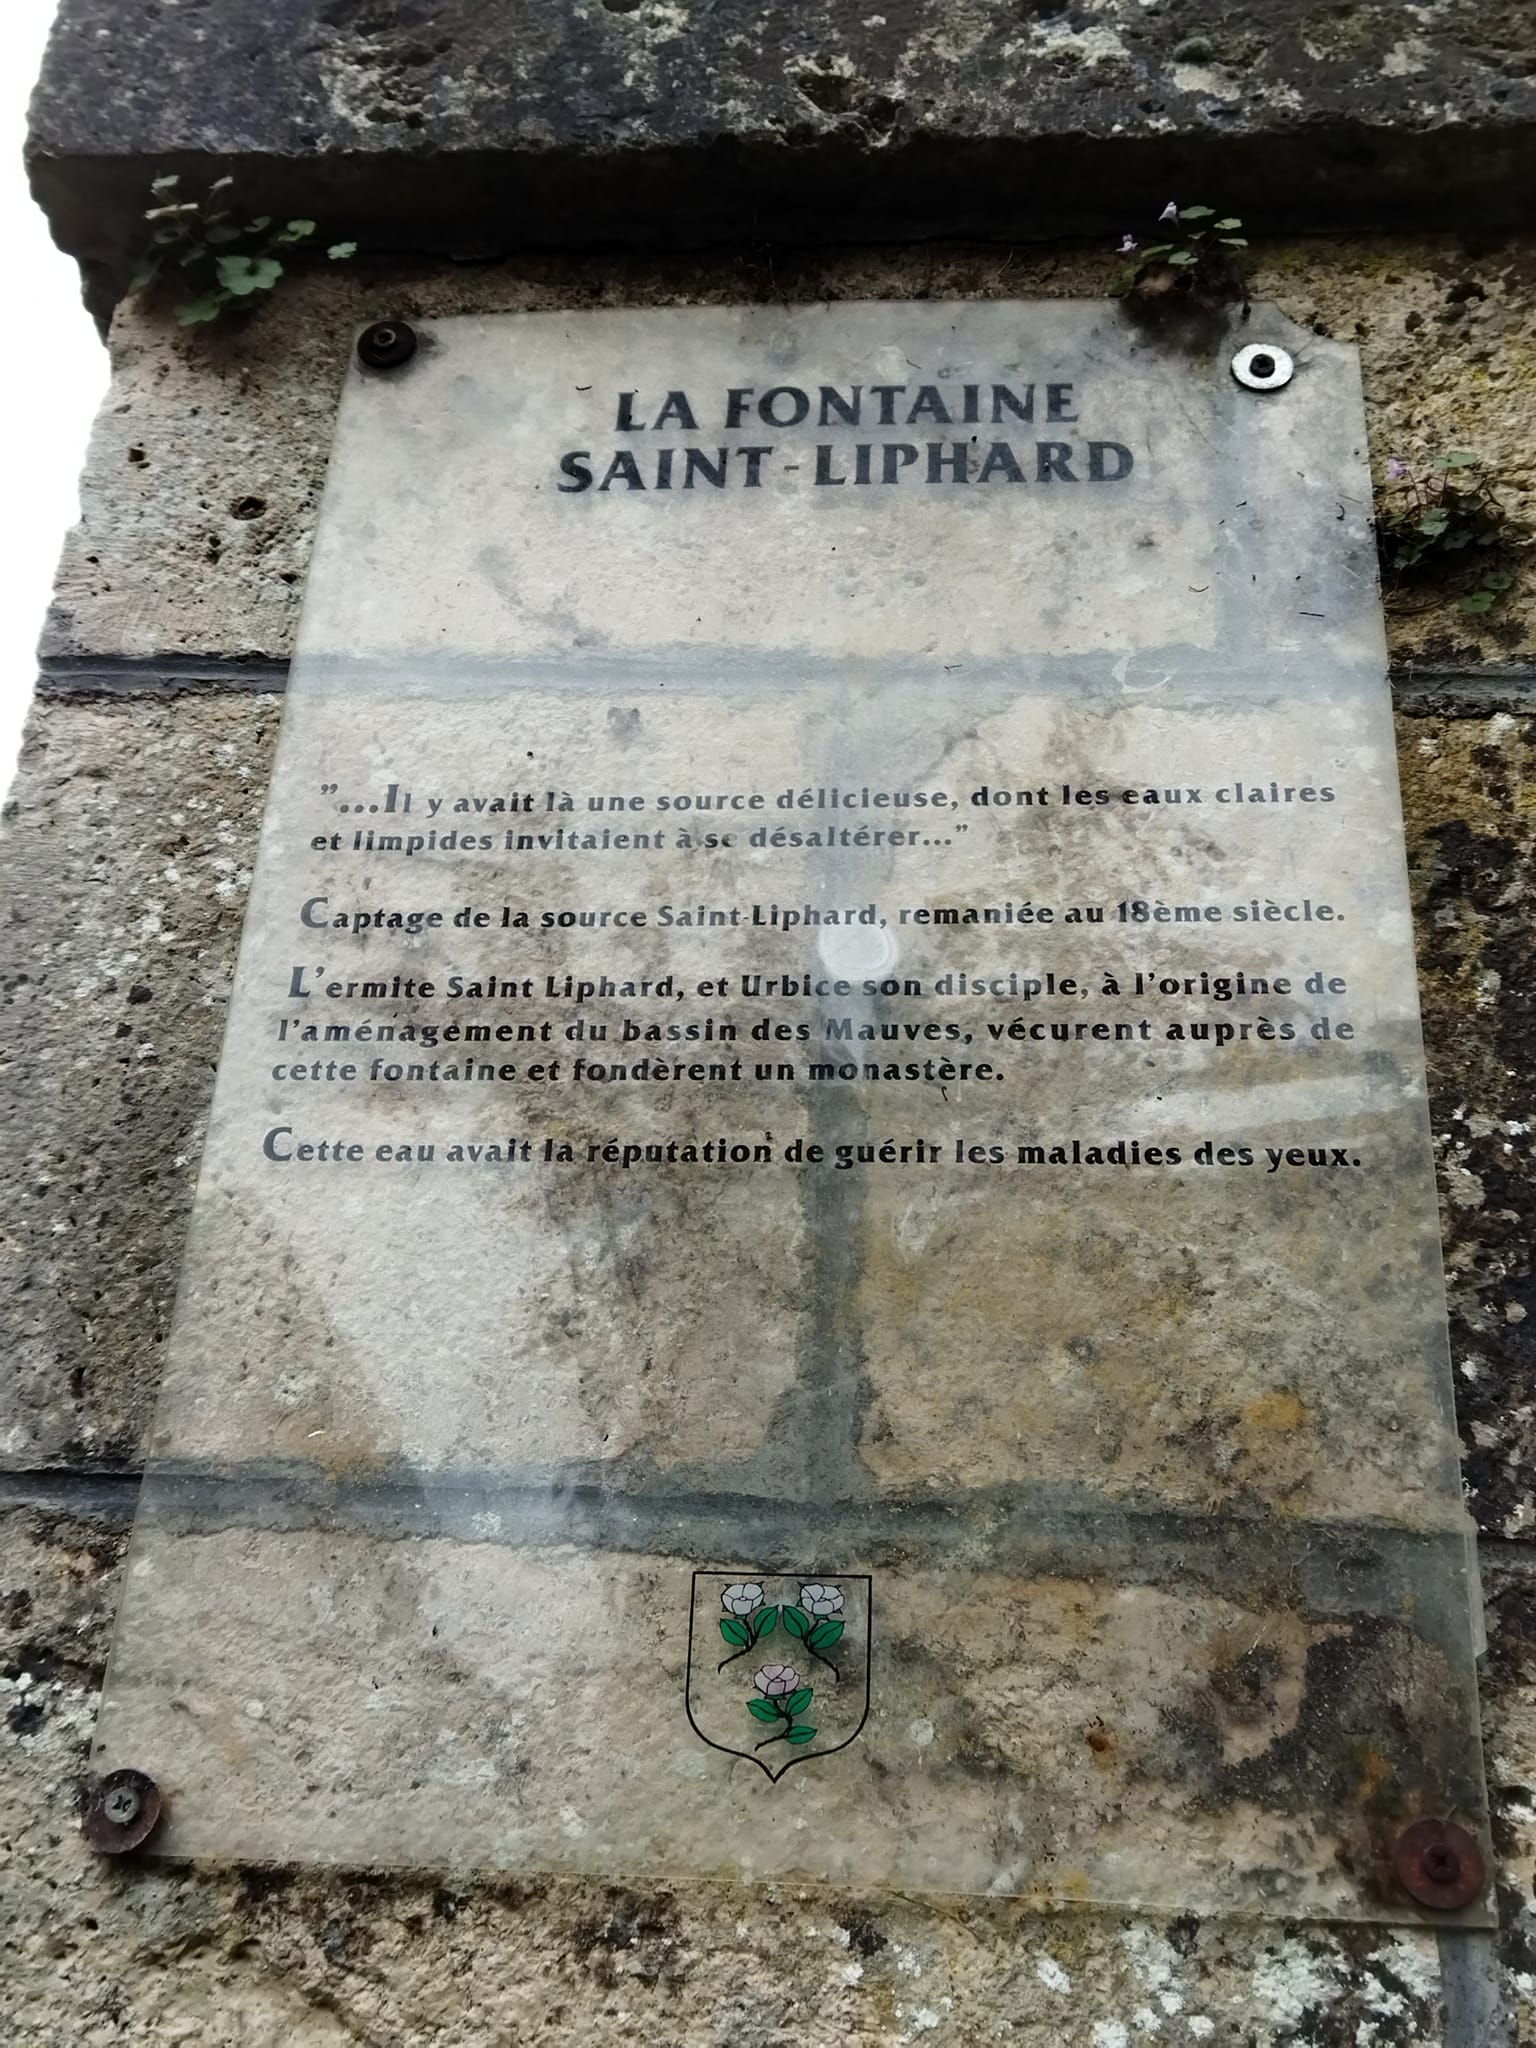 LA FONTAINE
SAINT-LIPHARD
"...Il y avait là une source délicieuse, dont les eaux claires
et limpides invitaient à se désaltérer..."
Captage de la source Saint-Liphard, remaniée au 18ème siècle.
L'ermite Saint Liphard, et Urbice son disciple, à l'origine de
l'aménagement du bassin des Mauves, vécurent auprès de
cette fontaine et fondèrent un monastère.
Cette eau avait la réputation de guérir les maladies des yeux.